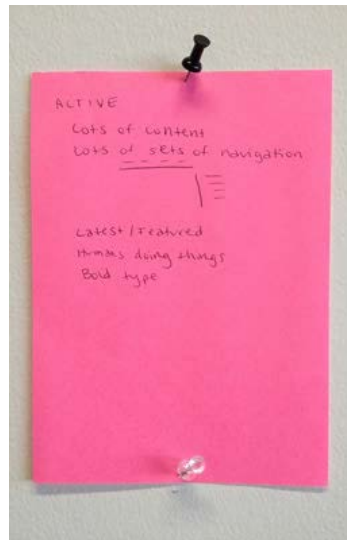 ACTIVE
Lots of content
Lots of sets of navigation
Latest/Featured
Humans doing things
Bold type